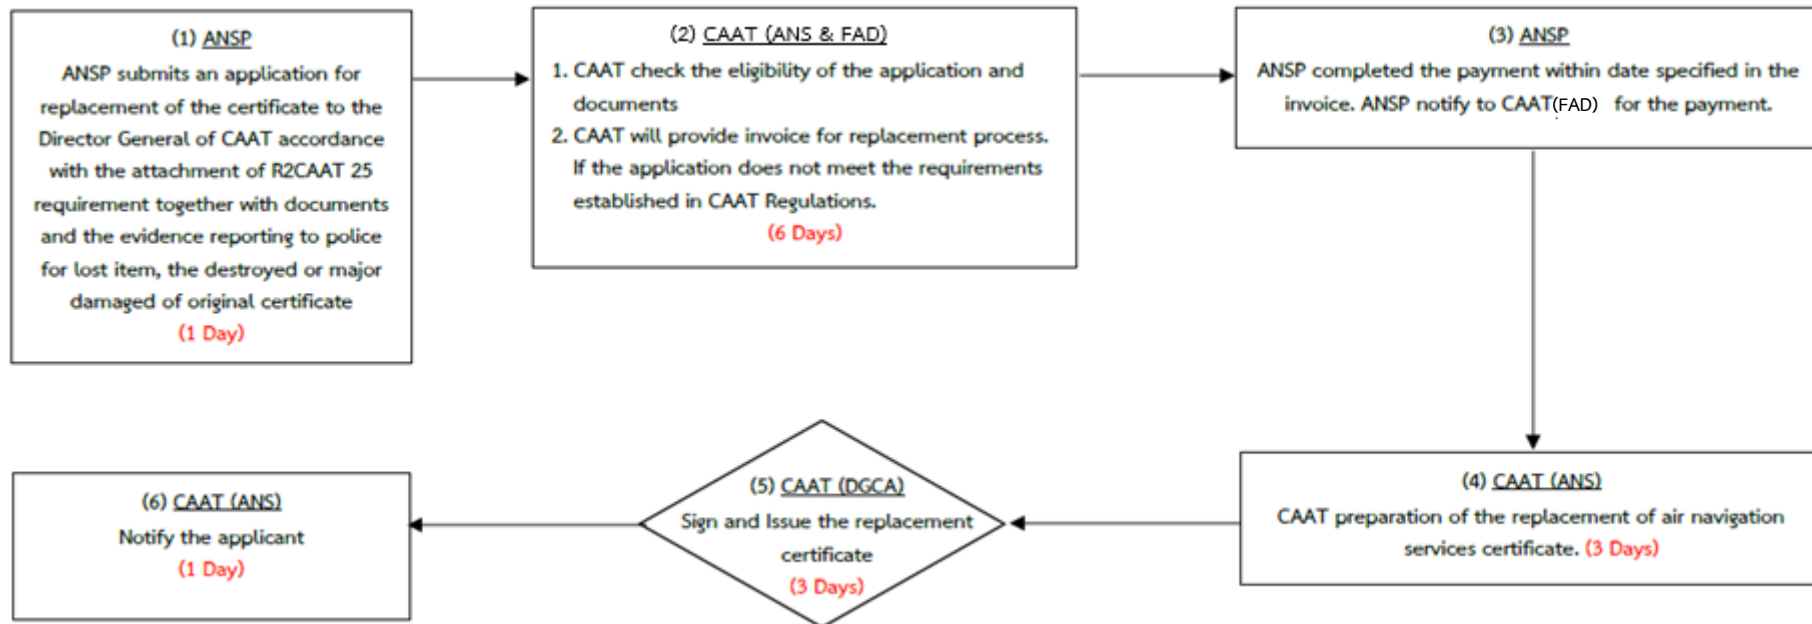 (1) ANSP
ANSP submits an application for
replacement of the certificate to the
Director General of CAAT accordance
with the attachment of R2CAAT 25
requirement together with documents
and the evidence reporting to police
for lost item, the destroyed or major
damaged of original certificate
(1 Day)
(2) CAAT (ANS & FAD)
1. CAAT check the eligibility of the application and
documents
2. CAAT will provide invoice for replacement process.
If the application does not meet the requirements
established in CAAT Regulations.
(6 Days)
(3) ANSP
ANSP completed the payment within date specified in the
invoice. ANSP notify to CAAT(FAD) for the payment.
(4) CAAT (ANS)
CAAT preparation of the replacement of air navigation
services certificate. (3 Days)
(5) CAAT (DGCA)
Sign and Issue the replacement
certificate
(3 Days)
(6) CAAT (ANS)
Notify the applicant
(1 Day)